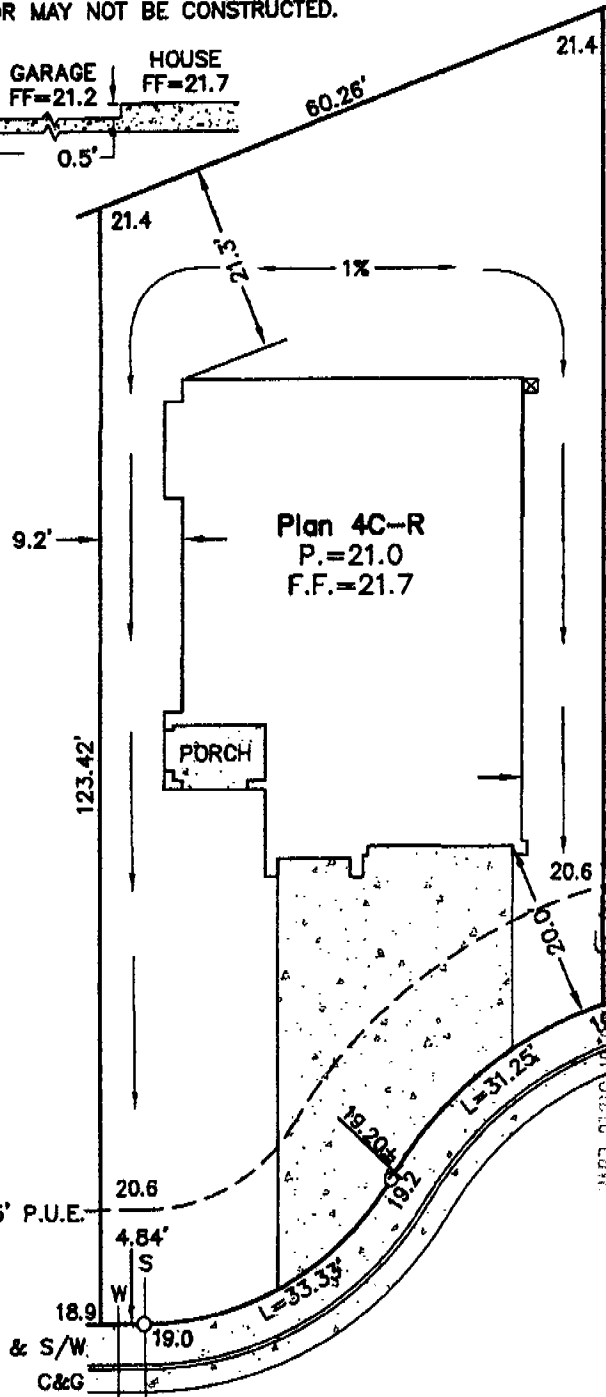 OR MAY NOT BE CONSTRUCTED.
GARAGE
FF=21.2
HOUSE
FF=21.7
0.5'
60.26'
21.4
21.4
21.3'
1%
9.2'
Plan 4C-R
P.=21.0
F.F.=21.7
123.42'
PORCH
20.6
20.0'
L=31.25'
19.20
19.2
20.6
5' P.U.E.
4.84'
S
W
L=33.33'
18.9
19.0
& S/W
C&G